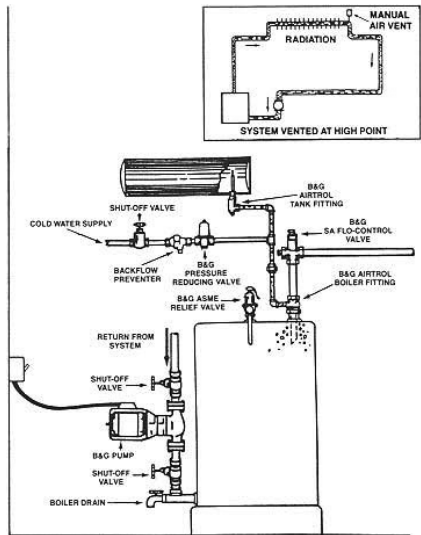 MANUAL
AIR VENT
RADIATION
SYSTEM VENTED AT HIGH POINT
SHUT-OFF VALVE
COLD WATER SUPPLY
BACKFLOW
PREVENTER
B&G
PRESSURE
REDUCING VALVE
B&G
AIRTROL
TANK FITTING
B&G
SA FLO-CONTROL
VALVE
B&G AIRTROL
BOILER FITTING
B&G ASME
RELIEF VALVE
RETURN FROM
SYSTEM
SHUT-OFF
VALVE
B&G PUMP
SHUT-OFF
VALVE
BOILER DRAIN